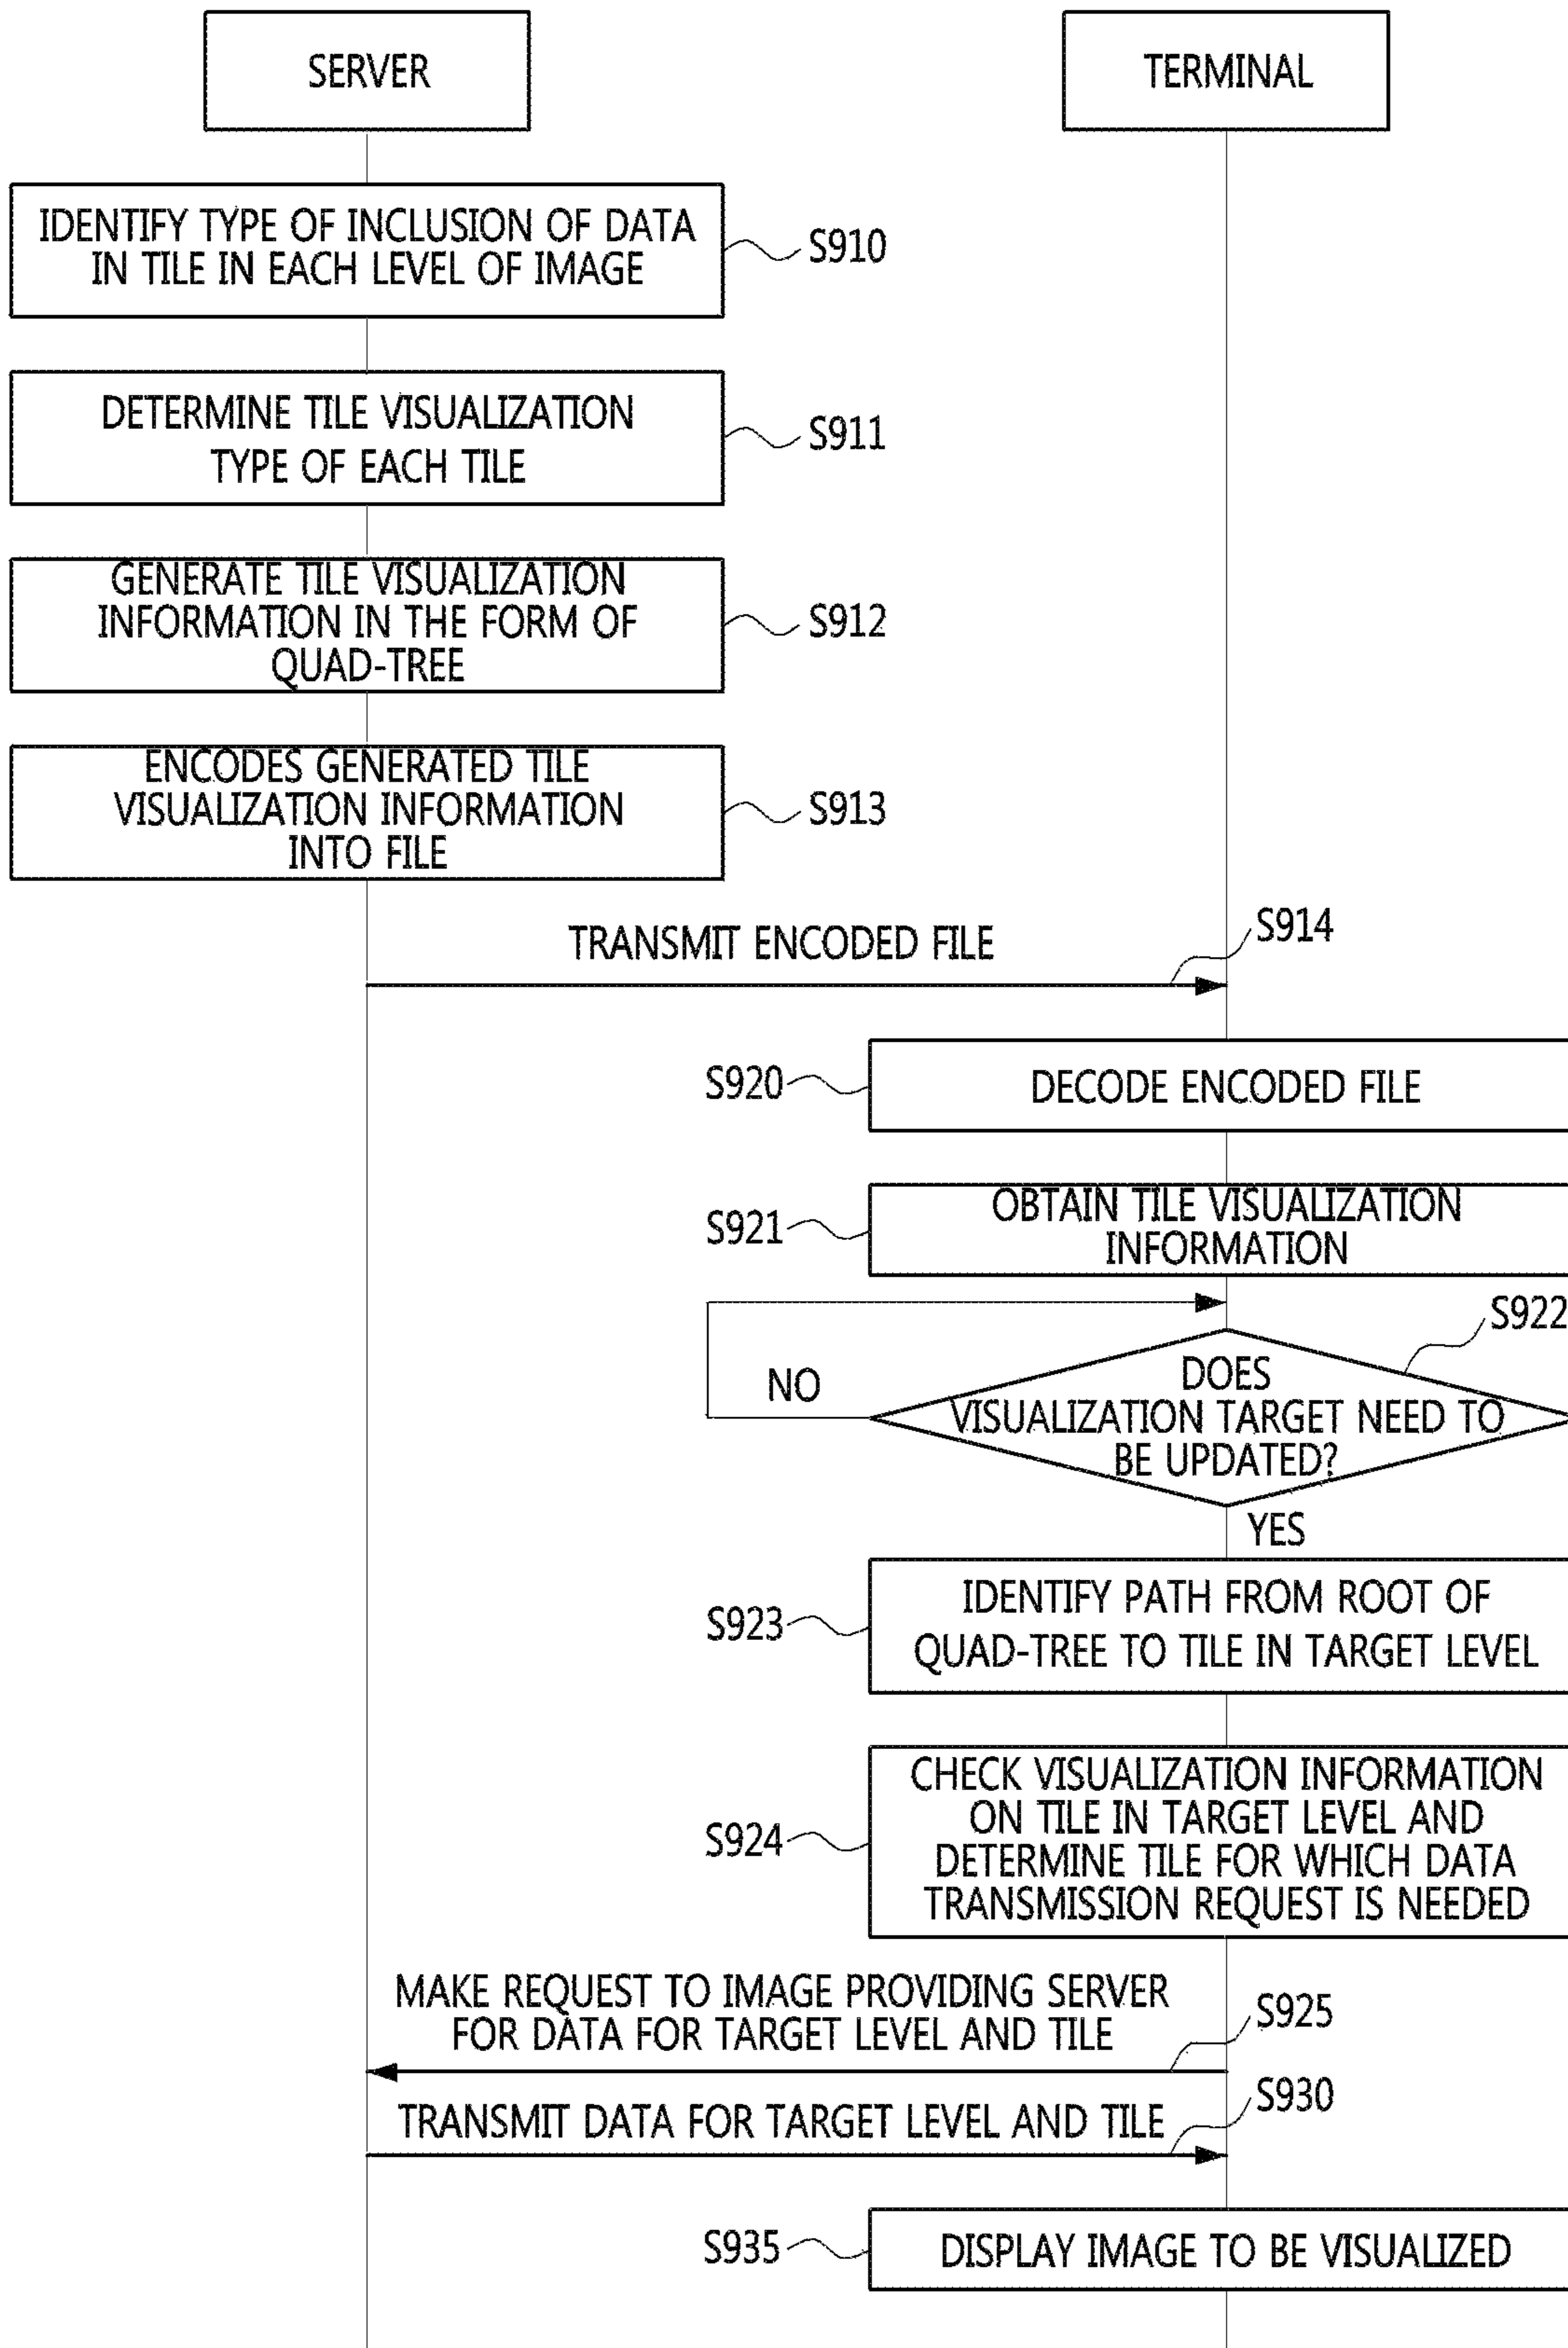 SERVER
TERMINAL
IDENTIFY TYPE OF INCLUSION OF DATA
IN TILE IN EACH LEVEL OF IMAGE
S910
DETERMINE TILE VISUALIZATION
TYPE OF EACH TILE
S911
GENERATE TILE VISUALIZATION
INFORMATION IN THE FORM OF
QUAD-TREE
S912
ENCODES GENERATED TILE
VISUALIZATION INFORMATION
INTO FILE
S913
TRANSMIT ENCODED FILE
S914
S920
DECODE ENCODED FILE
S921
OBTAIN TILE VISUALIZATION
INFORMATION
S922
NO
DOES
VISUALIZATION TARGET NEED TO
BE UPDATED?
YES
S923
IDENTIFY PATH FROM ROOT OF
QUAD-TREE TO TILE IN TARGET LEVEL
S924
CHECK VISUALIZATION INFORMATION
ON TILE IN TARGET LEVEL AND
DETERMINE TILE FOR WHICH DATA
TRANSMISSION REQUEST IS NEEDED
MAKE REQUEST TO IMAGE PROVIDING SERVER
FOR DATA FOR TARGET LEVEL AND TILE
S925
TRANSMIT DATA FOR TARGET LEVEL AND TILE
S930
S935
DISPLAY IMAGE TO BE VISUALIZED